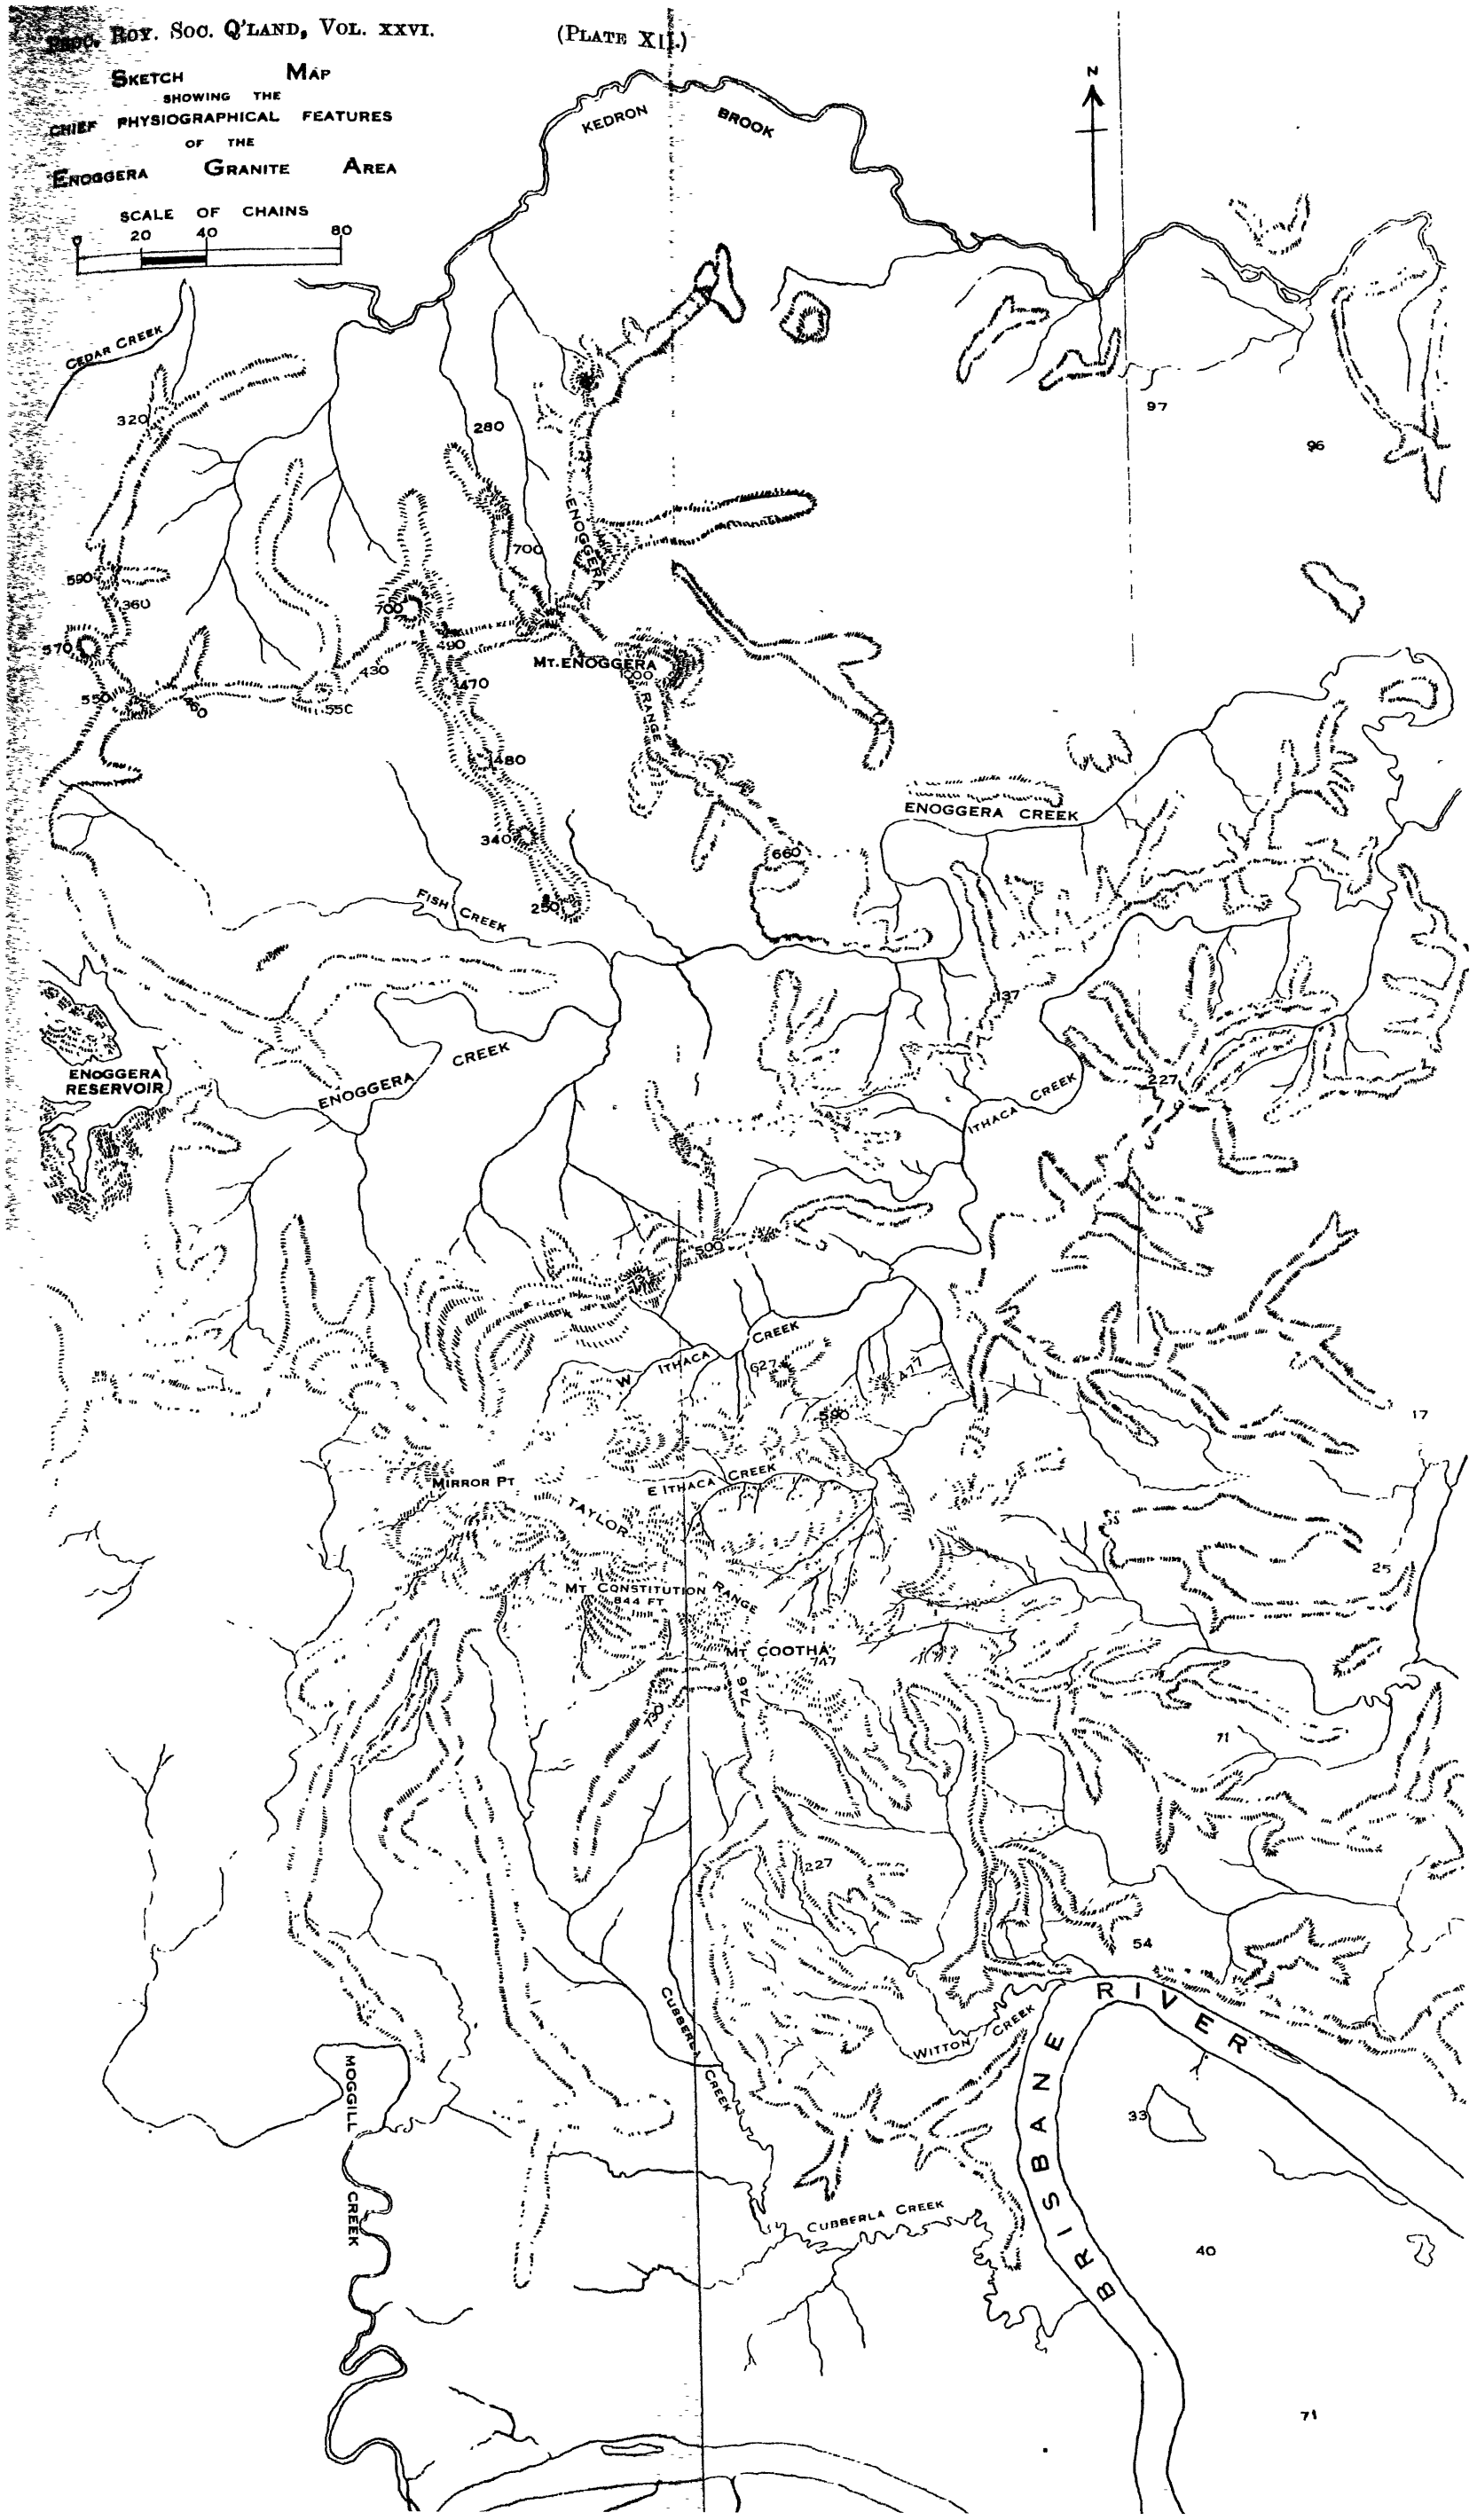 PROC. ROY. SOC. Q'LAND, VOL. XXVI.
(PLATE XII.)
SKETCH MAP
SHOWING THE
CHIEF PHYSIOGRAPHICAL FEATURES
OF THE
ENOGGERA GRANITE AREA
SCALE OF CHAINS
0 20 40 80
N
KEDRON BROOK
CEDAR CREEK
320
280
97
96
ENOGGERA
700
590
360
700
570
490
MT. ENOGGERA
1000
430
470
550
550
RANGE
480
ENOGGERA CREEK
340
660
250
FISH CREEK
137
ENOGGERA CREEK
ENOGGERA
RESERVOIR
227
ITHACA CREEK
500
W ITHACA CREEK
627
477
590
17
MIRROR PT
E ITHACA CREEK
TAYLOR RANGE
25
MT CONSTITUTION
844 FT
MT COOTHA
747
746
730
71
227
54
CUBBERLA CREEK
WITTON CREEK
BRISBANE RIVER
MOGGILL CREEK
33
CUBBERLA CREEK
40
71